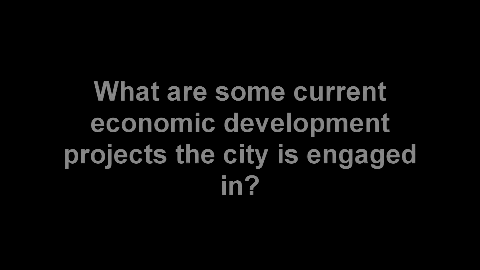 What are some current
economic development
projects the city is engaged
in?